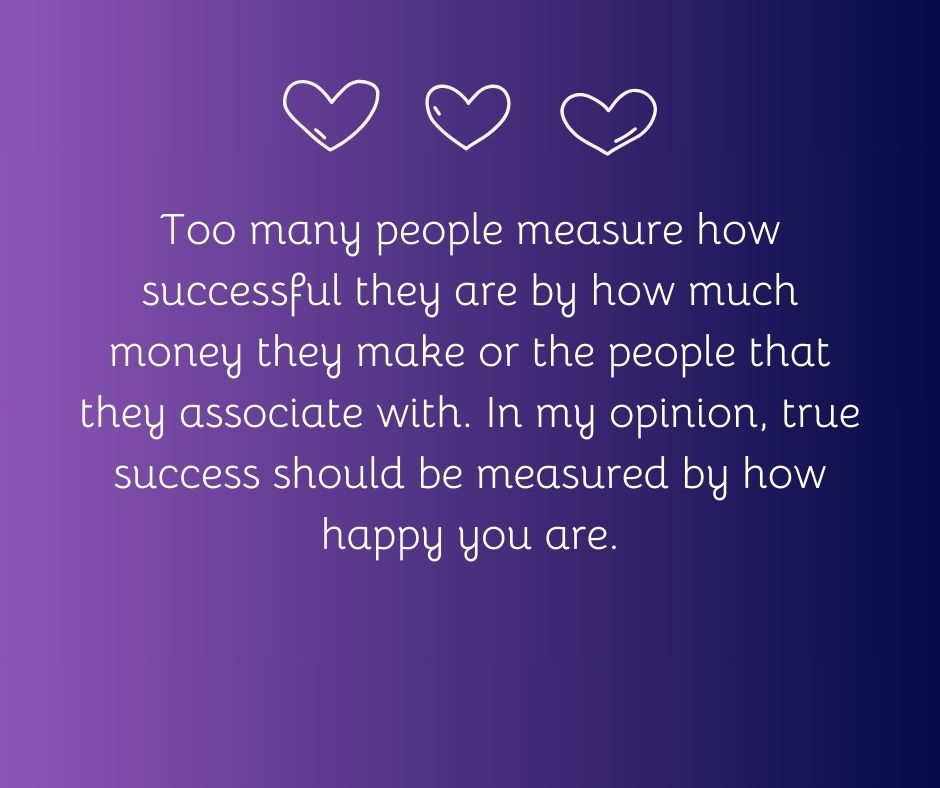 Too many people measure how
successful they are by how much
money they make or the people that
they associate with. In my opinion, true
success should be measured by how
happy you are.